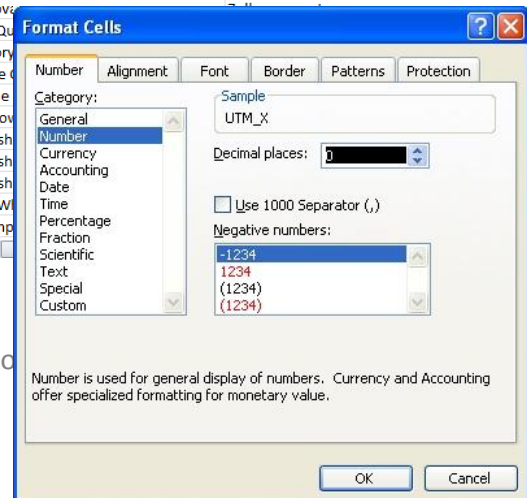 Format Cells
Number Alignment Font Border Patterns Protection
Category:
General
Number
Currency
Accounting
Date
Time
Percentage
Fraction
Scientific
Text
Special
Custom
Sample
UTM_X
Decimal places: 0
Use 1000 Separator (,)
Negative numbers:
-1234
1234
(1234)
(1234)
Number is used for general display of numbers. Currency and Accounting
offer specialized formatting for monetary value.
OK Cancel